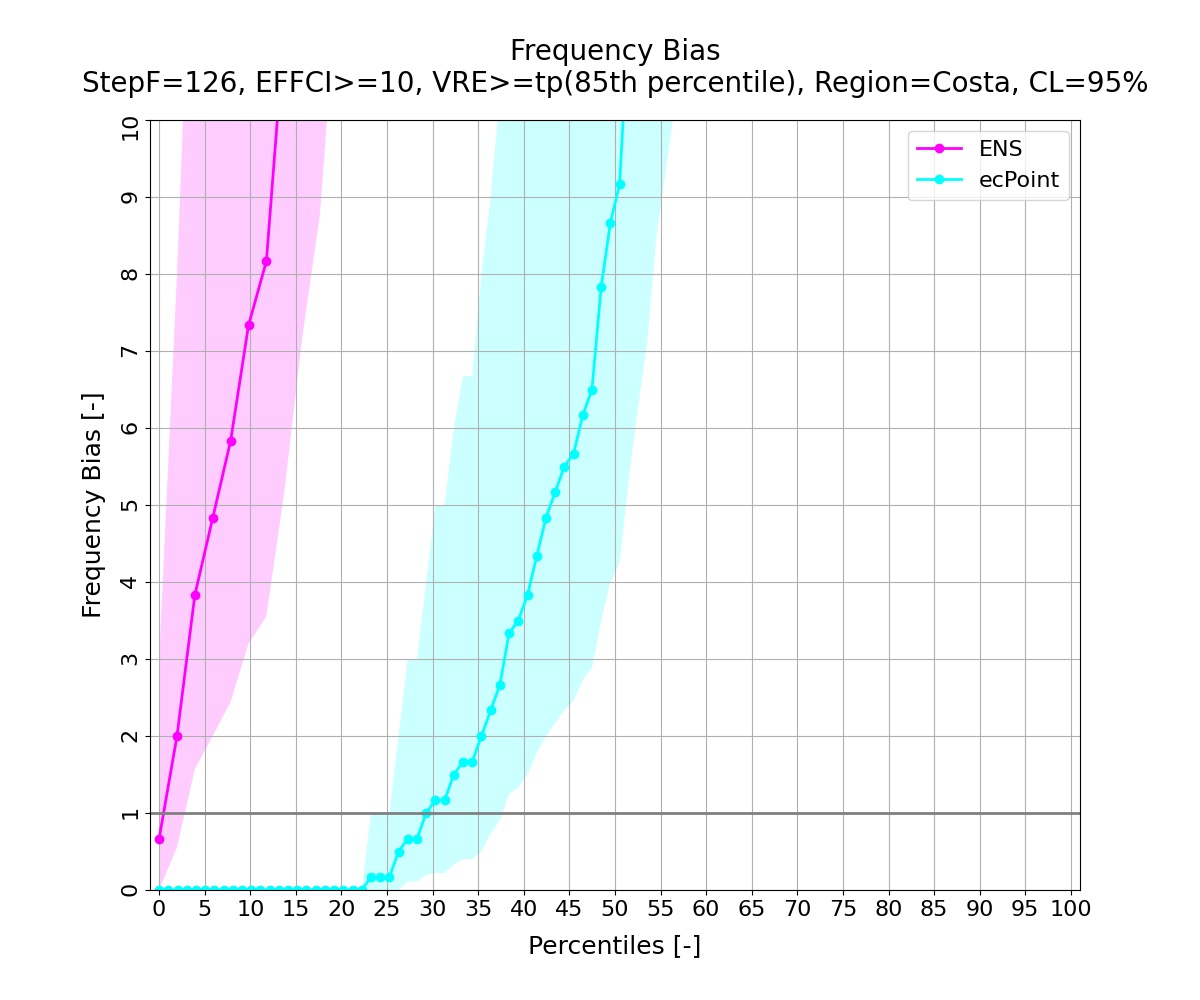 Frequency Bias
StepF=126, EFFCI>=10, VRE>=tp(85th percentile), Region=Costa, CL=95%
ENS
ecPoint
Frequency Bias [-]
10
9
8
7
6
5
4
3
2
1
0
0 5 10 15 20 25 30 35 40 45 50 55 60 65 70 75 80 85 90 95 100
Percentiles [-]